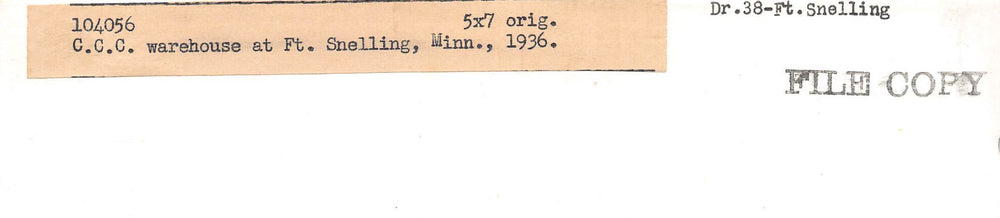 104056 5x7 orig.
C.C.C. warehouse at Ft. Snelling, Minn., 1936.
Dr.38-Ft.Snelling
FILE COPY